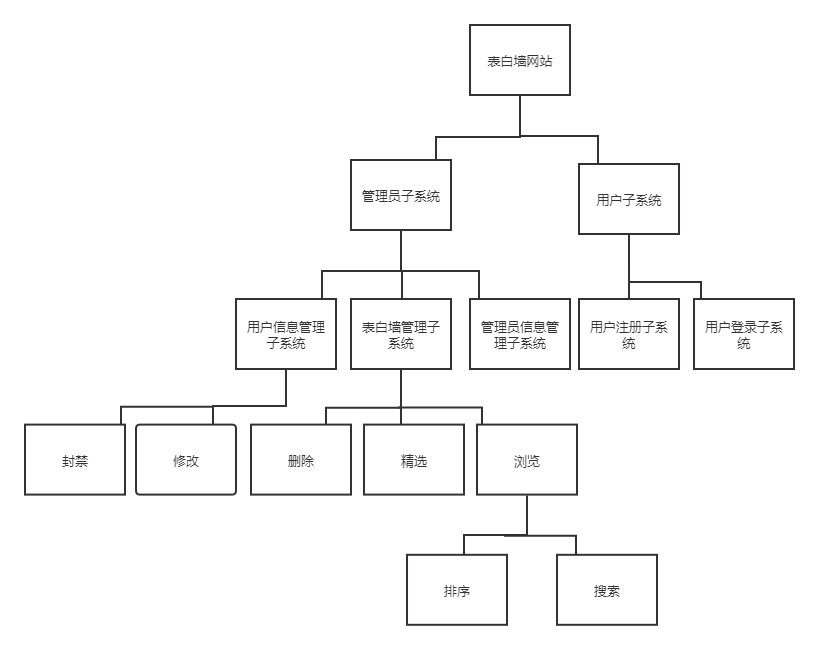 表白墙网站
管理员子系统
用户子系统
用户信息管理
子系统
表白墙管理子
系统
管理员信息管
理子系统
用户注册子系
统
用户登录子系
统
封禁
修改
删除
精选
浏览
排序
搜索